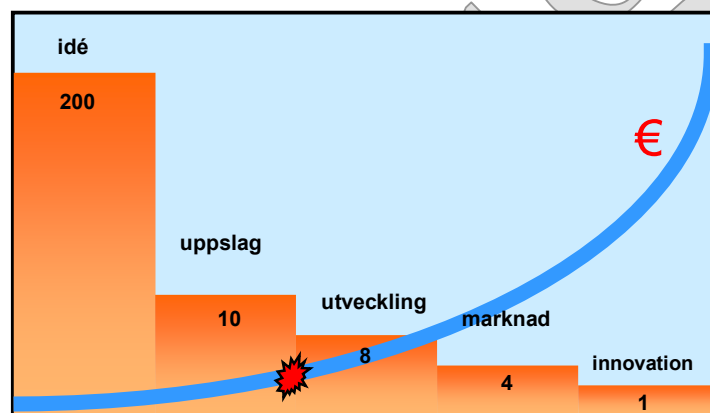 idé
200
€
uppslag
10
utveckling
8
marknad
4
innovation
1